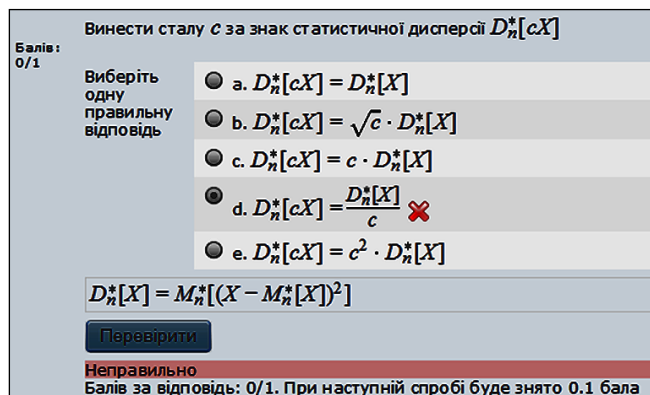 Винести сталу c за знак статистичної дисперсії D*ₙ[cX]
Балів:
0/1
Виберіть
одну
правильну
відповідь
a. D*ₙ[cX] = D*ₙ[X]
b. D*ₙ[cX] = √c · D*ₙ[X]
c. D*ₙ[cX] = c · D*ₙ[X]
d. D*ₙ[cX] = D*ₙ[X]/c
e. D*ₙ[cX] = c² · D*ₙ[X]
D*ₙ[X] = M*ₙ[(X − M*ₙ[X])²]
Перевірити
Неправильно
Балів за відповідь: 0/1. При наступній спробі буде знято 0.1 бала